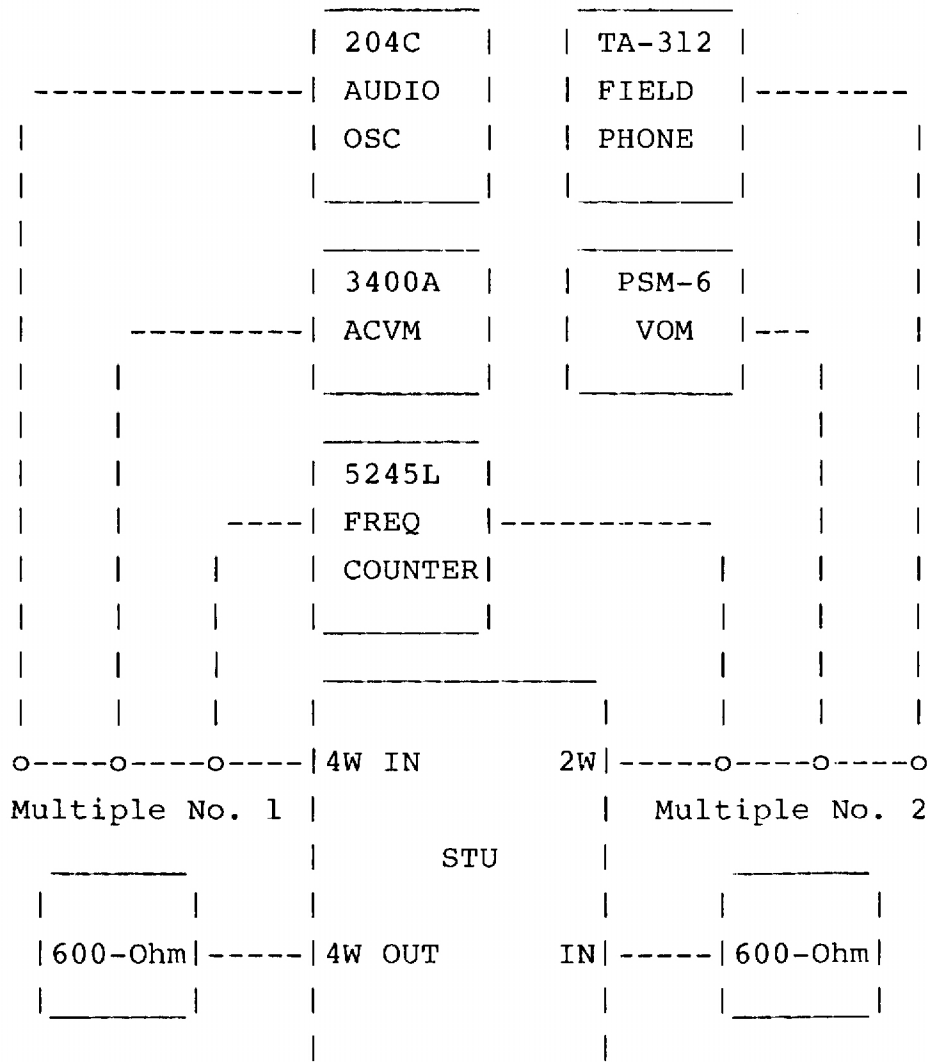 204C TA-312
AUDIO FIELD
OSC PHONE
3400A PSM-6
ACVM VOM
5245L
FREQ
COUNTER
4W IN 2W
Multiple No. 1 Multiple No. 2
STU
600-Ohm 4W OUT IN 600-Ohm